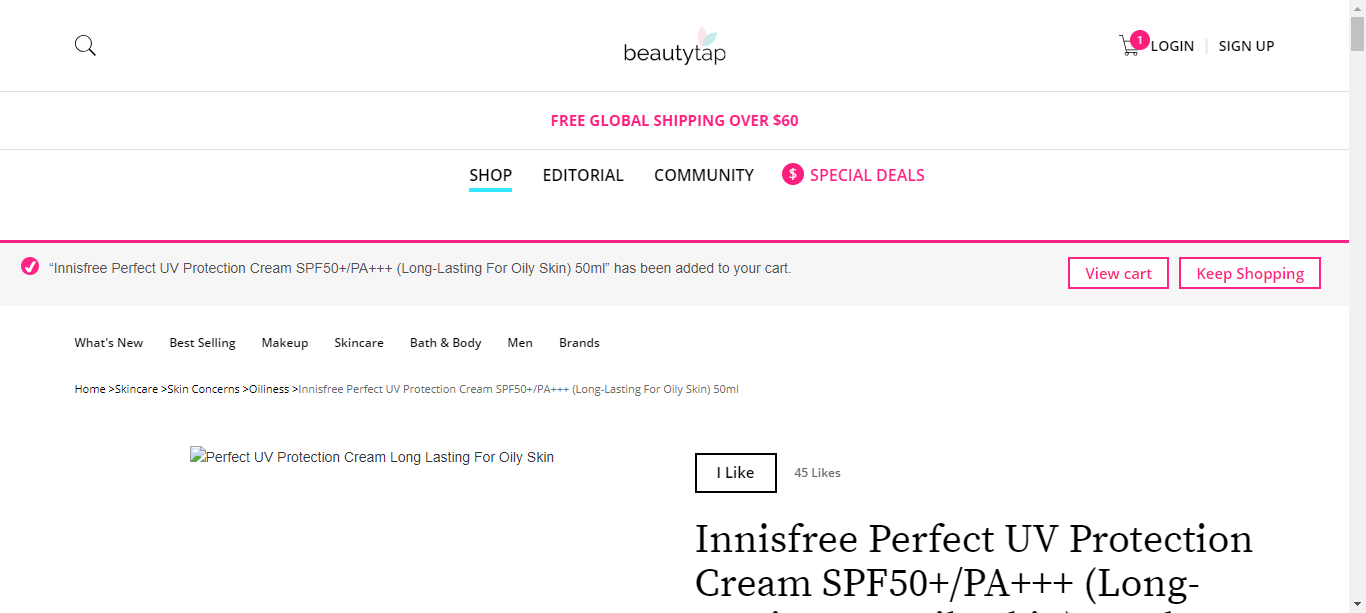 beautytap
1
LOGIN
SIGN UP
FREE GLOBAL SHIPPING OVER $60
SHOP
EDITORIAL
COMMUNITY
$ SPECIAL DEALS
“Innisfree Perfect UV Protection Cream SPF50+/PA+++ (Long-Lasting For Oily Skin) 50ml” has been added to your cart.
View cart
Keep Shopping
What's New
Best Selling
Makeup
Skincare
Bath & Body
Men
Brands
Home >Skincare >Skin Concerns >Oiliness >Innisfree Perfect UV Protection Cream SPF50+/PA+++ (Long-Lasting For Oily Skin) 50ml
Perfect UV Protection Cream Long Lasting For Oily Skin
I Like
45 Likes
Innisfree Perfect UV Protection
Cream SPF50+/PA+++ (Long-